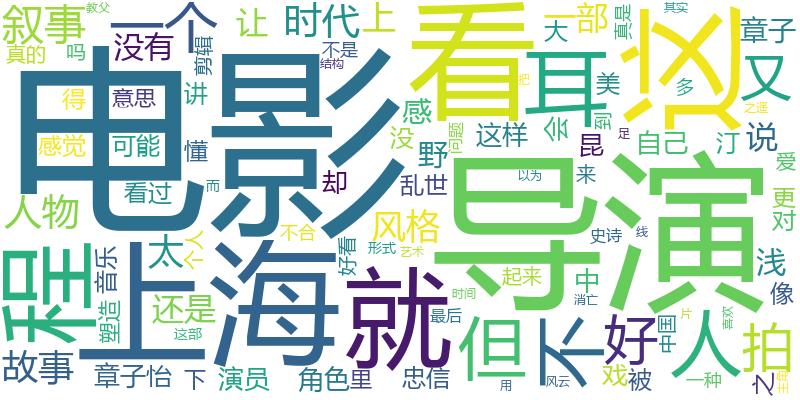 叙事 真的 教父 吗 一个 没有 剪辑 让 时代 不是 结构 上
看 一部 大 真是 其实 章子
电影 耳 这 又
得 意思 讲 感觉 可能 懂 看过 而
感 没 野 问题 这样 会 美 把 到 多 之遥 足
昆 自己 汀 说 爱
人物 音乐 太 个人 却 乱世 风格 以为 来 更 对
程 上海 不合 好看 形式 艺术 史诗 线 浅
导演
塑造 还是 这部 就 时间 起来 中 消亡 像
故事 章子怡 下 演员 角色 里 忠信 最后 但 用 不 风云
好 戏 被 中国 片 人 一种 喜欢 拍 之 主角